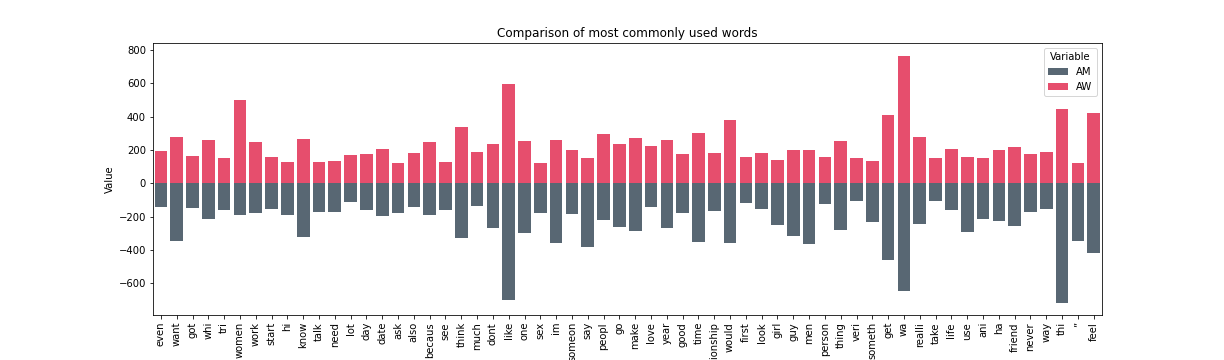 Comparison of most commonly used words
800
600
400
200
0
−200
−400
−600
Value
Variable
AM
AW
even
want
got
whi
tri
women
work
start
hi
know
talk
need
lot
day
date
ask
also
becaus
see
think
much
dont
like
one
sex
im
someon
say
peopl
go
make
love
year
good
time
ionship
would
first
look
girl
guy
men
person
thing
veri
someth
get
wa
realli
take
life
use
ani
ha
friend
never
way
thi
”
feel